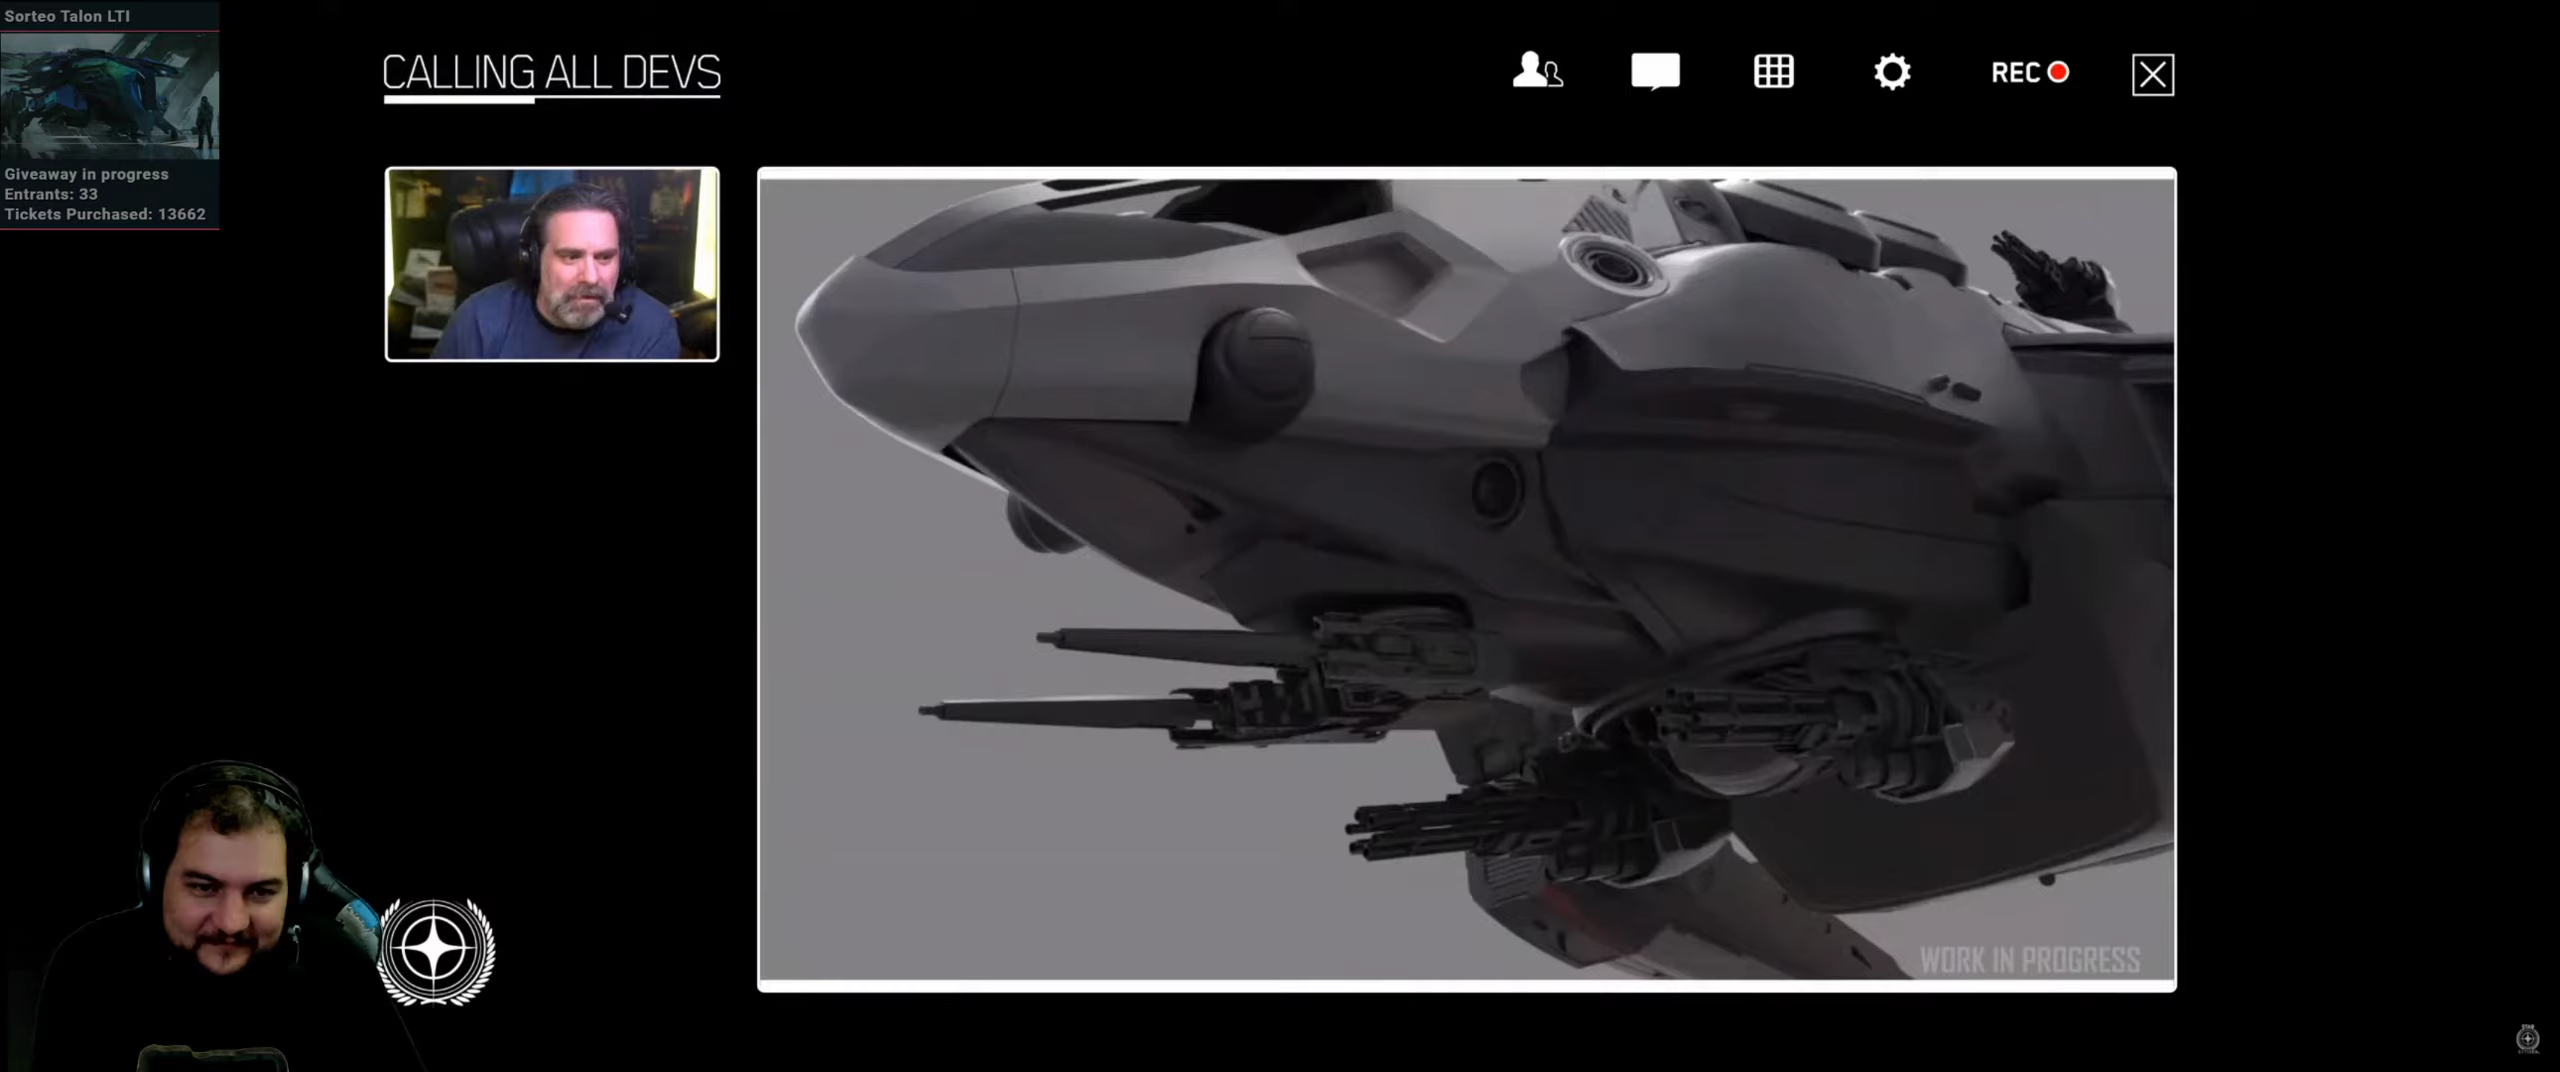 Sorteo Talon LTI
CALLING ALL DEVS
REC
Giveaway in progress
Entrants: 33
Tickets Purchased: 13662
WORK IN PROGRESS